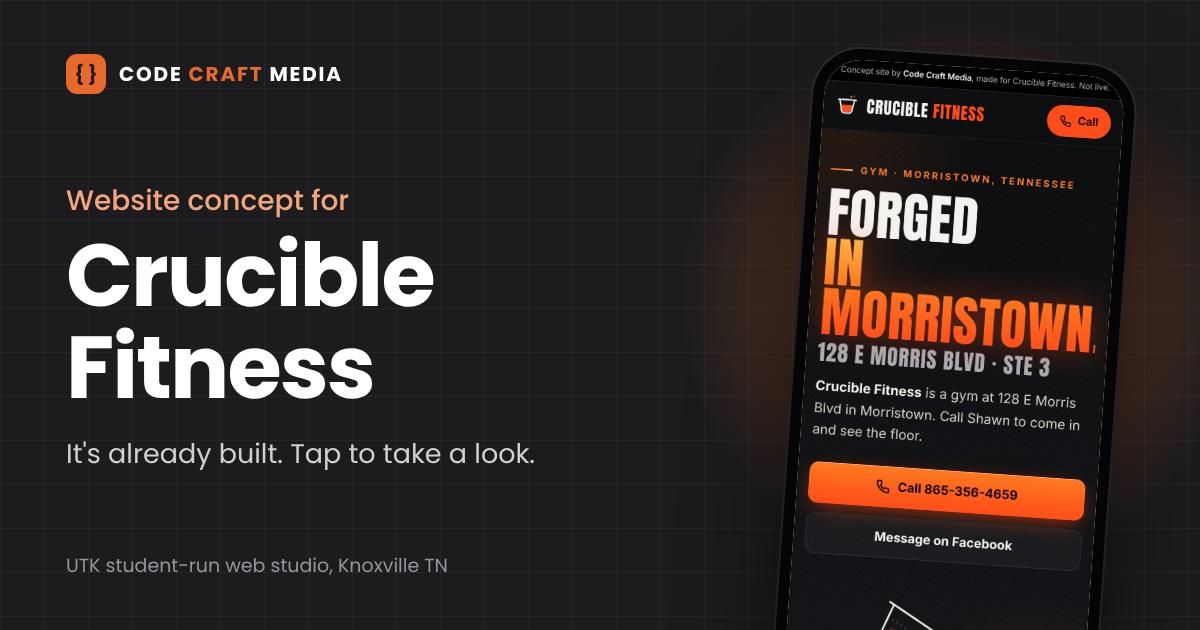 { } CODE CRAFT MEDIA
Website concept for
Crucible
Fitness
It's already built. Tap to take a look.
UTK student-run web studio, Knoxville TN
Concept site by Code Craft Media, made for Crucible Fitness. Not live.
CRUCIBLE FITNESS
Call
GYM · MORRISTOWN, TENNESSEE
FORGED
IN
MORRISTOWN.
128 E MORRIS BLVD · STE 3
Crucible Fitness is a gym at 128 E Morris
Blvd in Morristown. Call Shawn to come in
and see the floor.
Call 865-356-4659
Message on Facebook